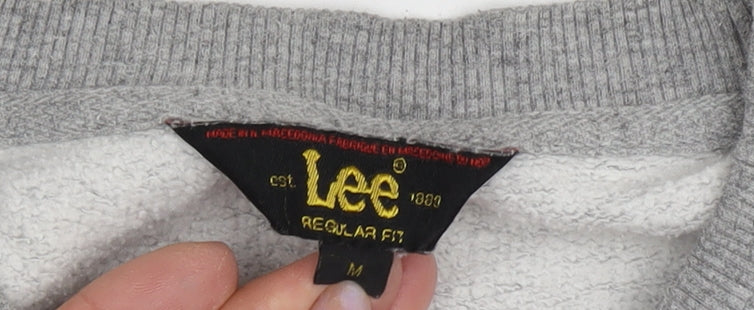 MADE IN N. MACEDONIA FABRIQUE EN MACEDOINE DU NORD
Lee®
est. 1889
REGULAR FIT
M